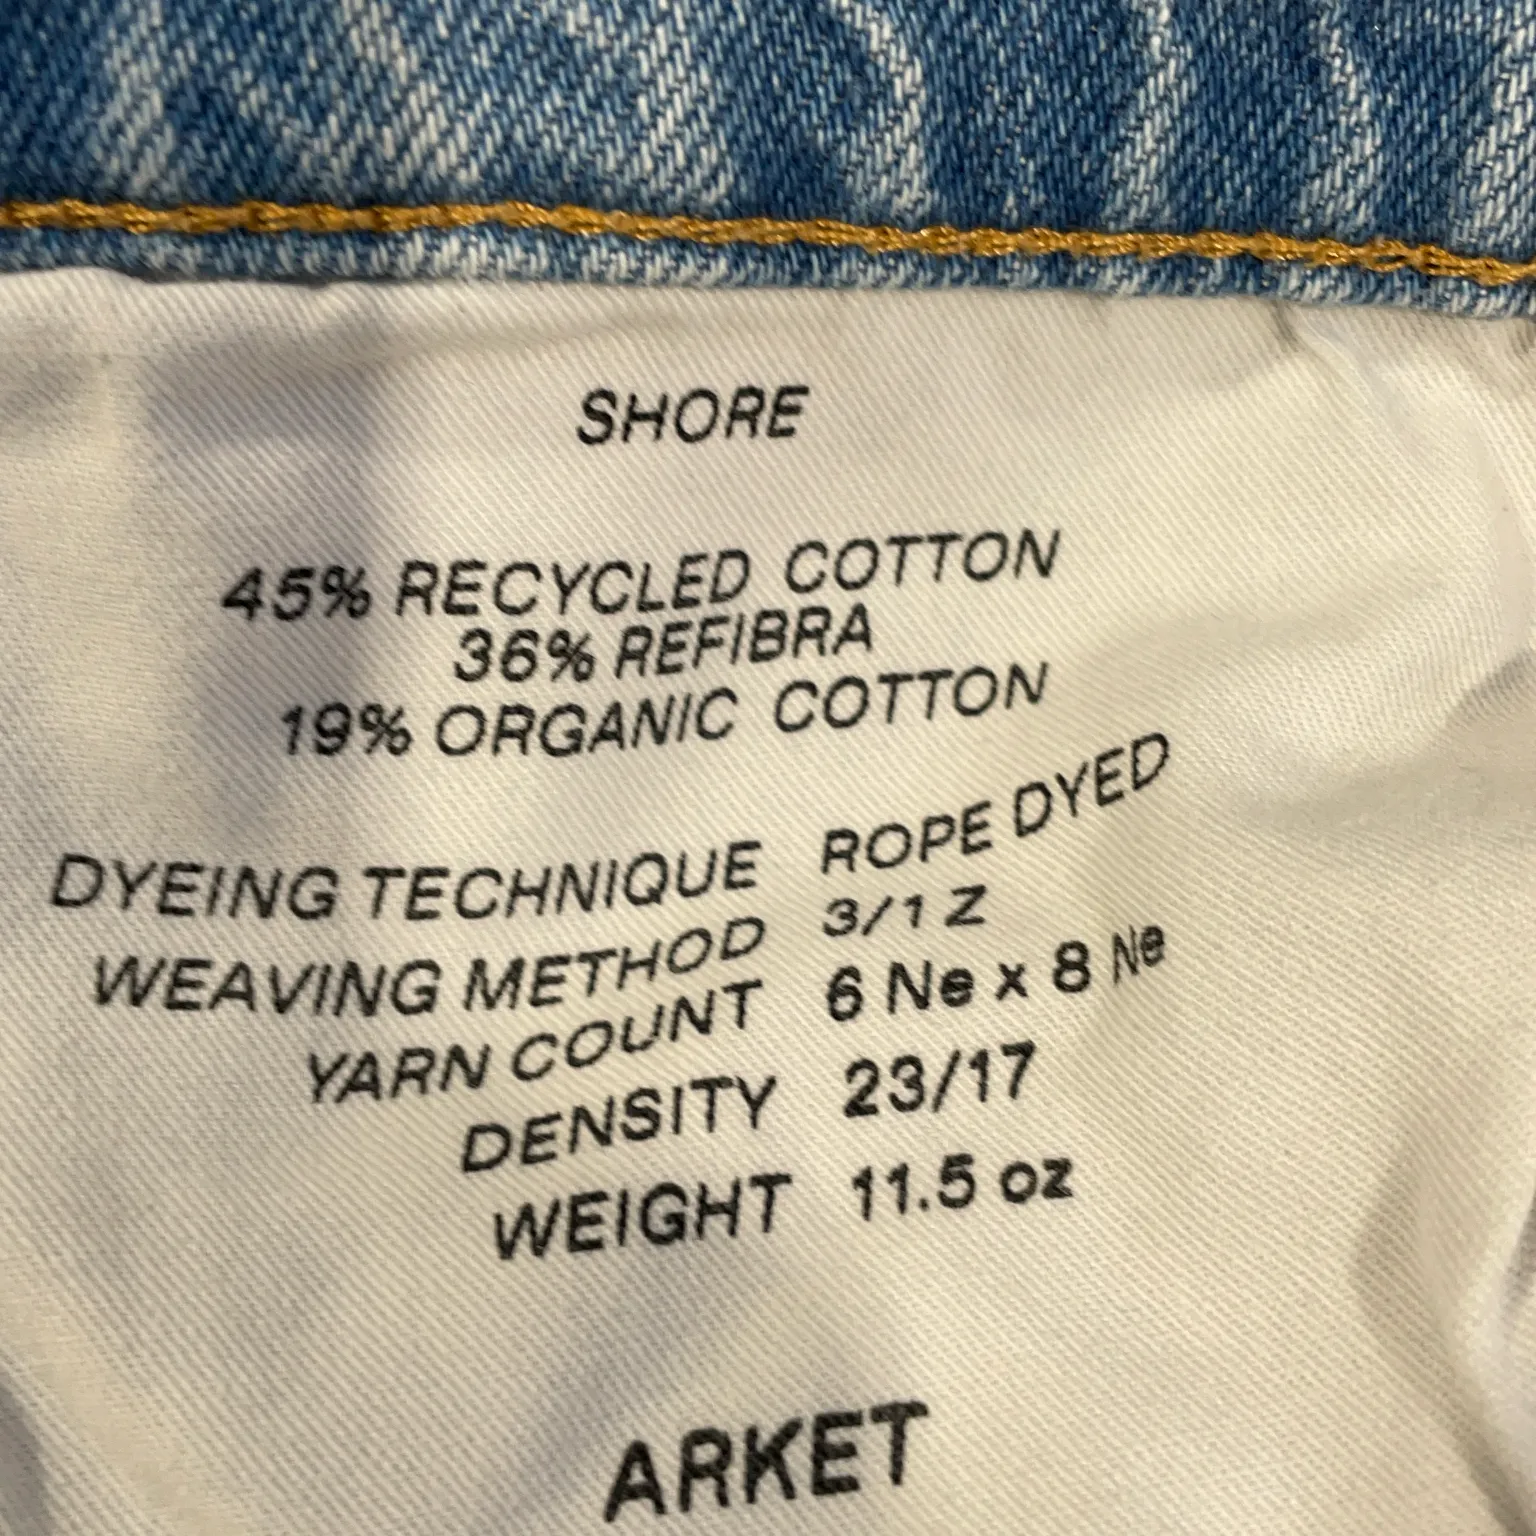 SHORE
45% RECYCLED COTTON
36% REFIBRA
19% ORGANIC COTTON
DYEING TECHNIQUE ROPE DYED
WEAVING METHOD 3/1 Z
YARN COUNT 6 Ne x 8 Ne
DENSITY 23/17
WEIGHT 11.5 oz
ARKET